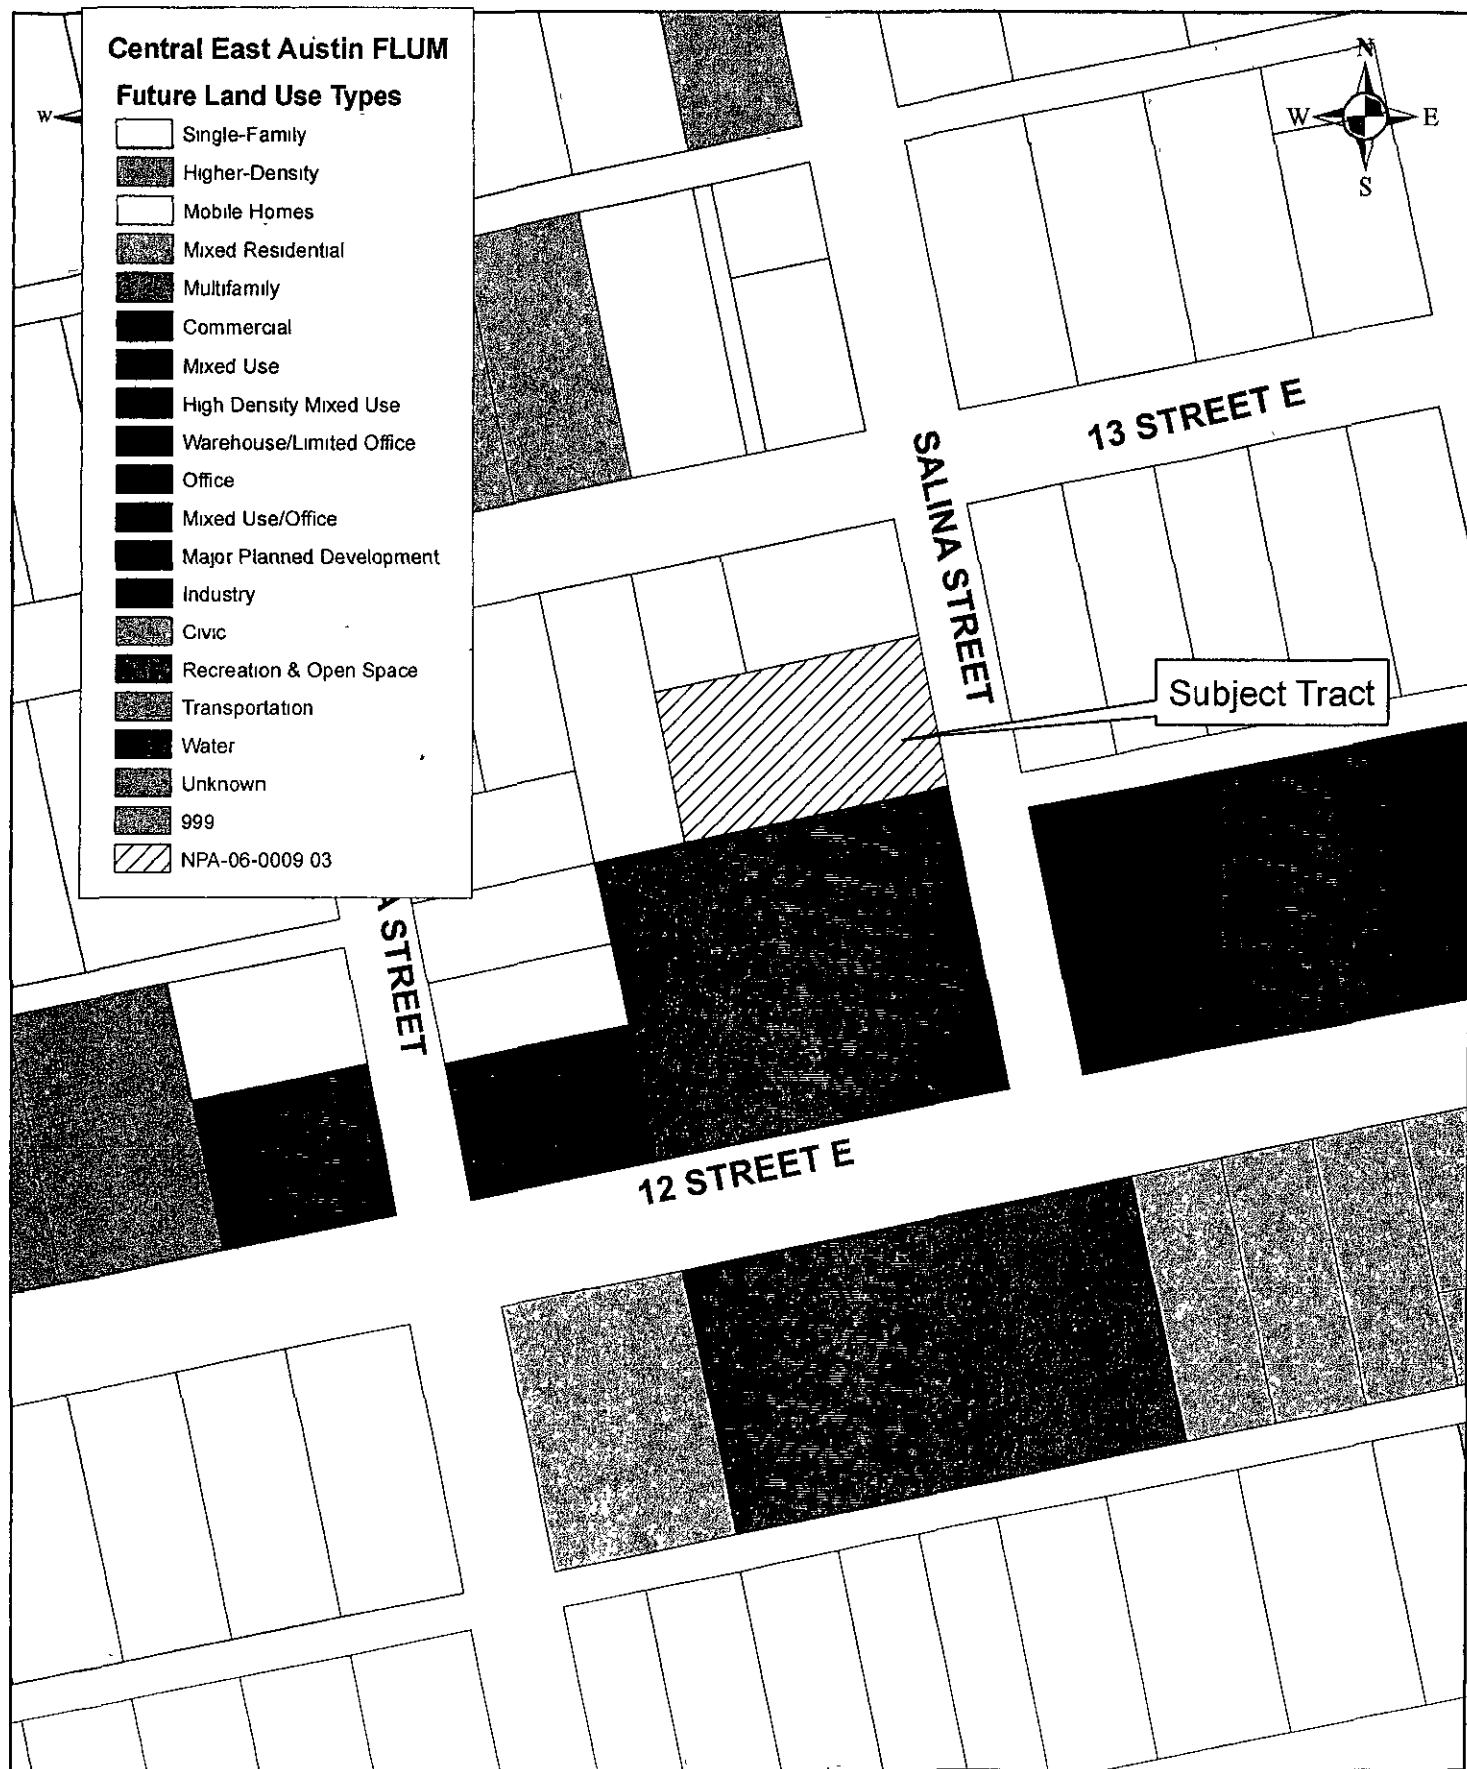 Central East Austin FLUM
Future Land Use Types
Single-Family
Higher-Density
Mobile Homes
Mixed Residential
Multifamily
Commercial
Mixed Use
High Density Mixed Use
Warehouse/Limited Office
Office
Mixed Use/Office
Major Planned Development
Industry
Civic
Recreation & Open Space
Transportation
Water
Unknown
999
NPA-06-0009 03
W
N
W
E
S
13 STREET E
SALINA STREET
Subject Tract
A STREET
12 STREET E